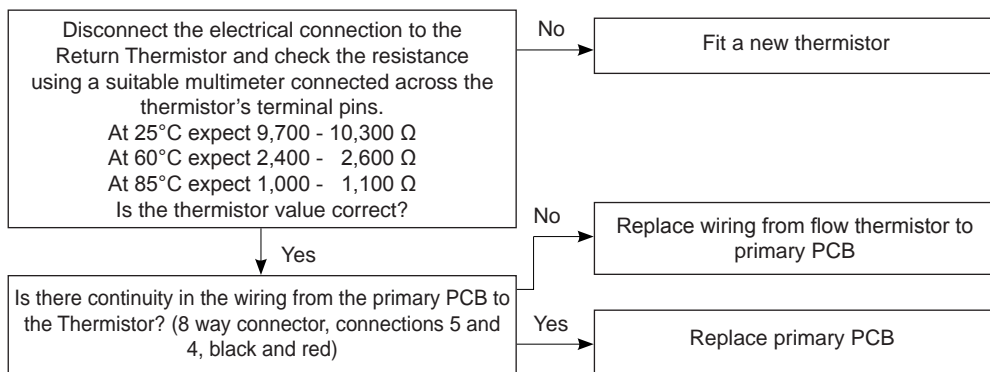 Disconnect the electrical connection to the
Return Thermistor and check the resistance
using a suitable multimeter connected across the
thermistor's terminal pins.
At 25°C expect 9,700 - 10,300 Ω
At 60°C expect 2,400 - 2,600 Ω
At 85°C expect 1,000 - 1,100 Ω
Is the thermistor value correct?
No
Fit a new thermistor
Yes
Is there continuity in the wiring from the primary PCB to
the Thermistor? (8 way connector, connections 5 and
4, black and red)
No
Replace wiring from flow thermistor to
primary PCB
Yes
Replace primary PCB